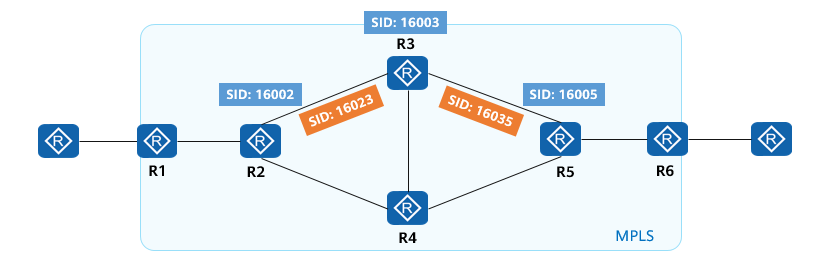 SID: 16003
R3
R
SID: 16002
SID: 16023
SID: 16035
SID: 16005
R
R
R
R
R
R
R1
R2
R5
R6
R
R4
MPLS